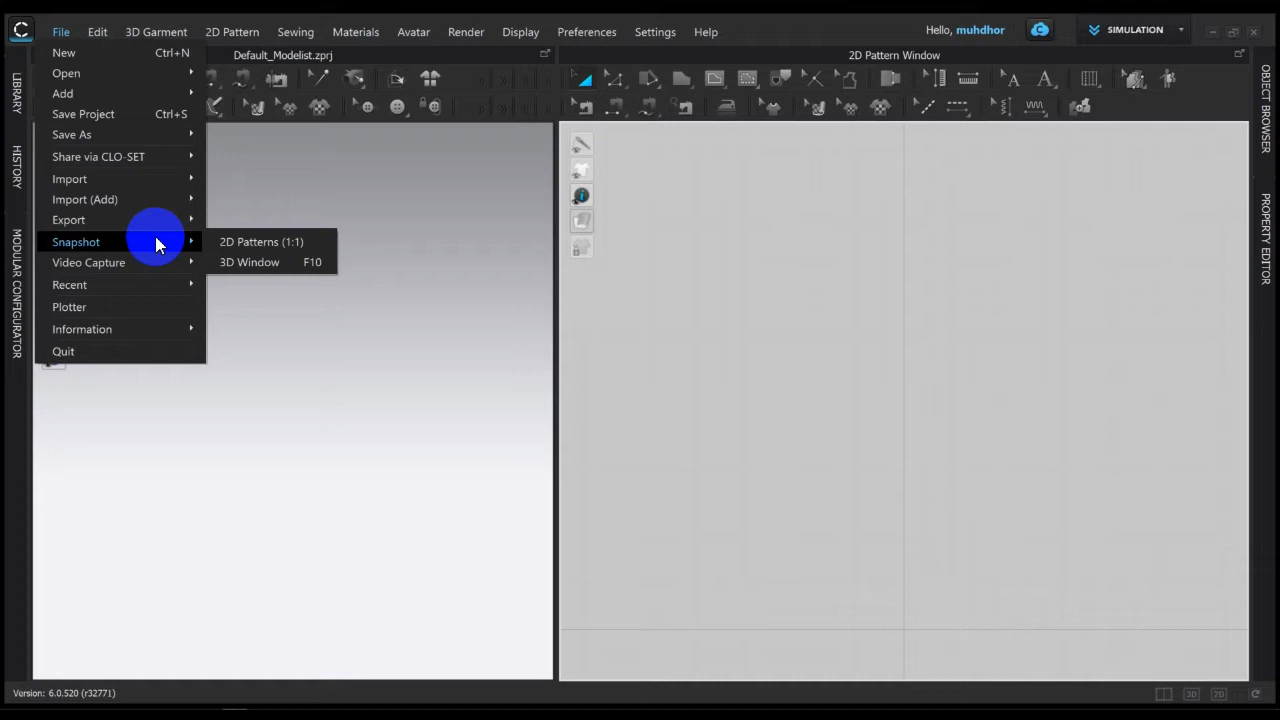 File Edit 3D Garment 2D Pattern Sewing Materials Avatar Render Display Preferences Settings Help
Hello, muhdhor
SIMULATION
Default_Modelist.zprj
2D Pattern Window
New Ctrl+N
Open
Add
Save Project Ctrl+S
Save As
Share via CLO-SET
Import
Import (Add)
Export
Snapshot
Video Capture
Recent
Plotter
Information
Quit
2D Patterns (1:1)
3D Window F10
LIBRARY
HISTORY
MODULAR CONFIGURATOR
OBJECT BROWSER
PROPERTY EDITOR
Version: 6.0.520 (r32771)
3D
2D